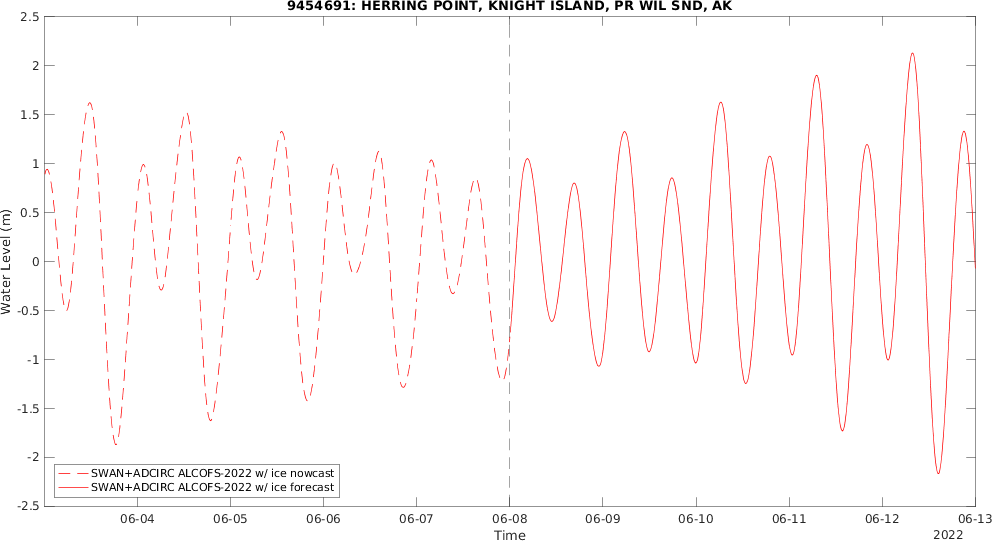 9454691: HERRING POINT, KNIGHT ISLAND, PR WIL SND, AK
2.5
2
1.5
1
0.5
0
-0.5
-1
-1.5
-2
-2.5
Water Level (m)
SWAN+ADCIRC ALCOFS-2022 w/ ice nowcast
SWAN+ADCIRC ALCOFS-2022 w/ ice forecast
06-04 06-05 06-06 06-07 06-08 06-09 06-10 06-11 06-12 06-13
Time
2022